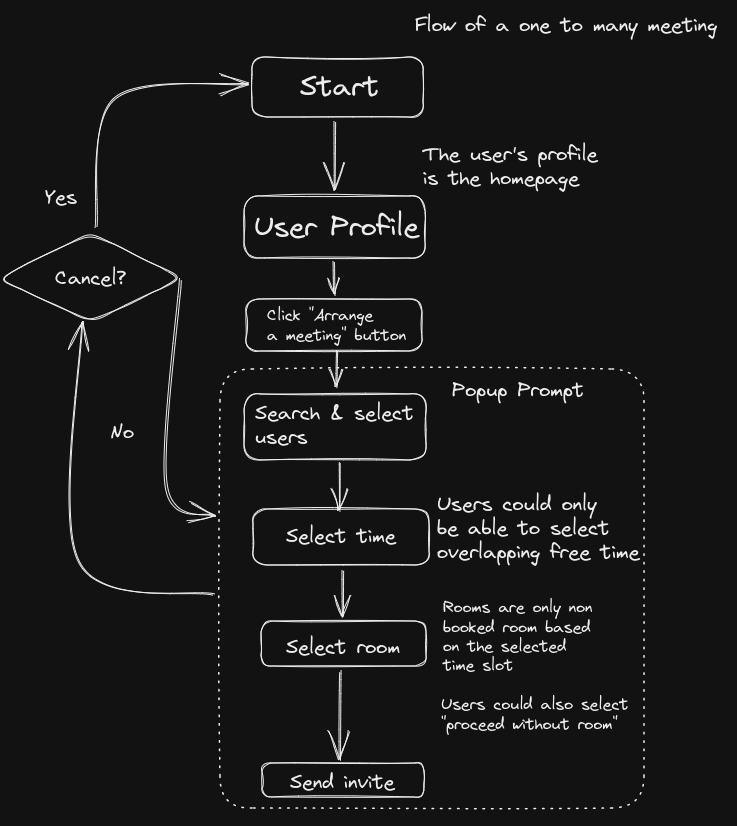 Flow of a one to many meeting
Start
The user's profile
is the homepage
Yes
User Profile
Cancel?
Click "Arrange
a meeting" button
Popup Prompt
Search & select
users
No
Users could only
be able to select
overlapping free time
Select time
Rooms are only non
booked room based
on the selected
time slot
Select room
Users could also select
"proceed without room"
Send invite